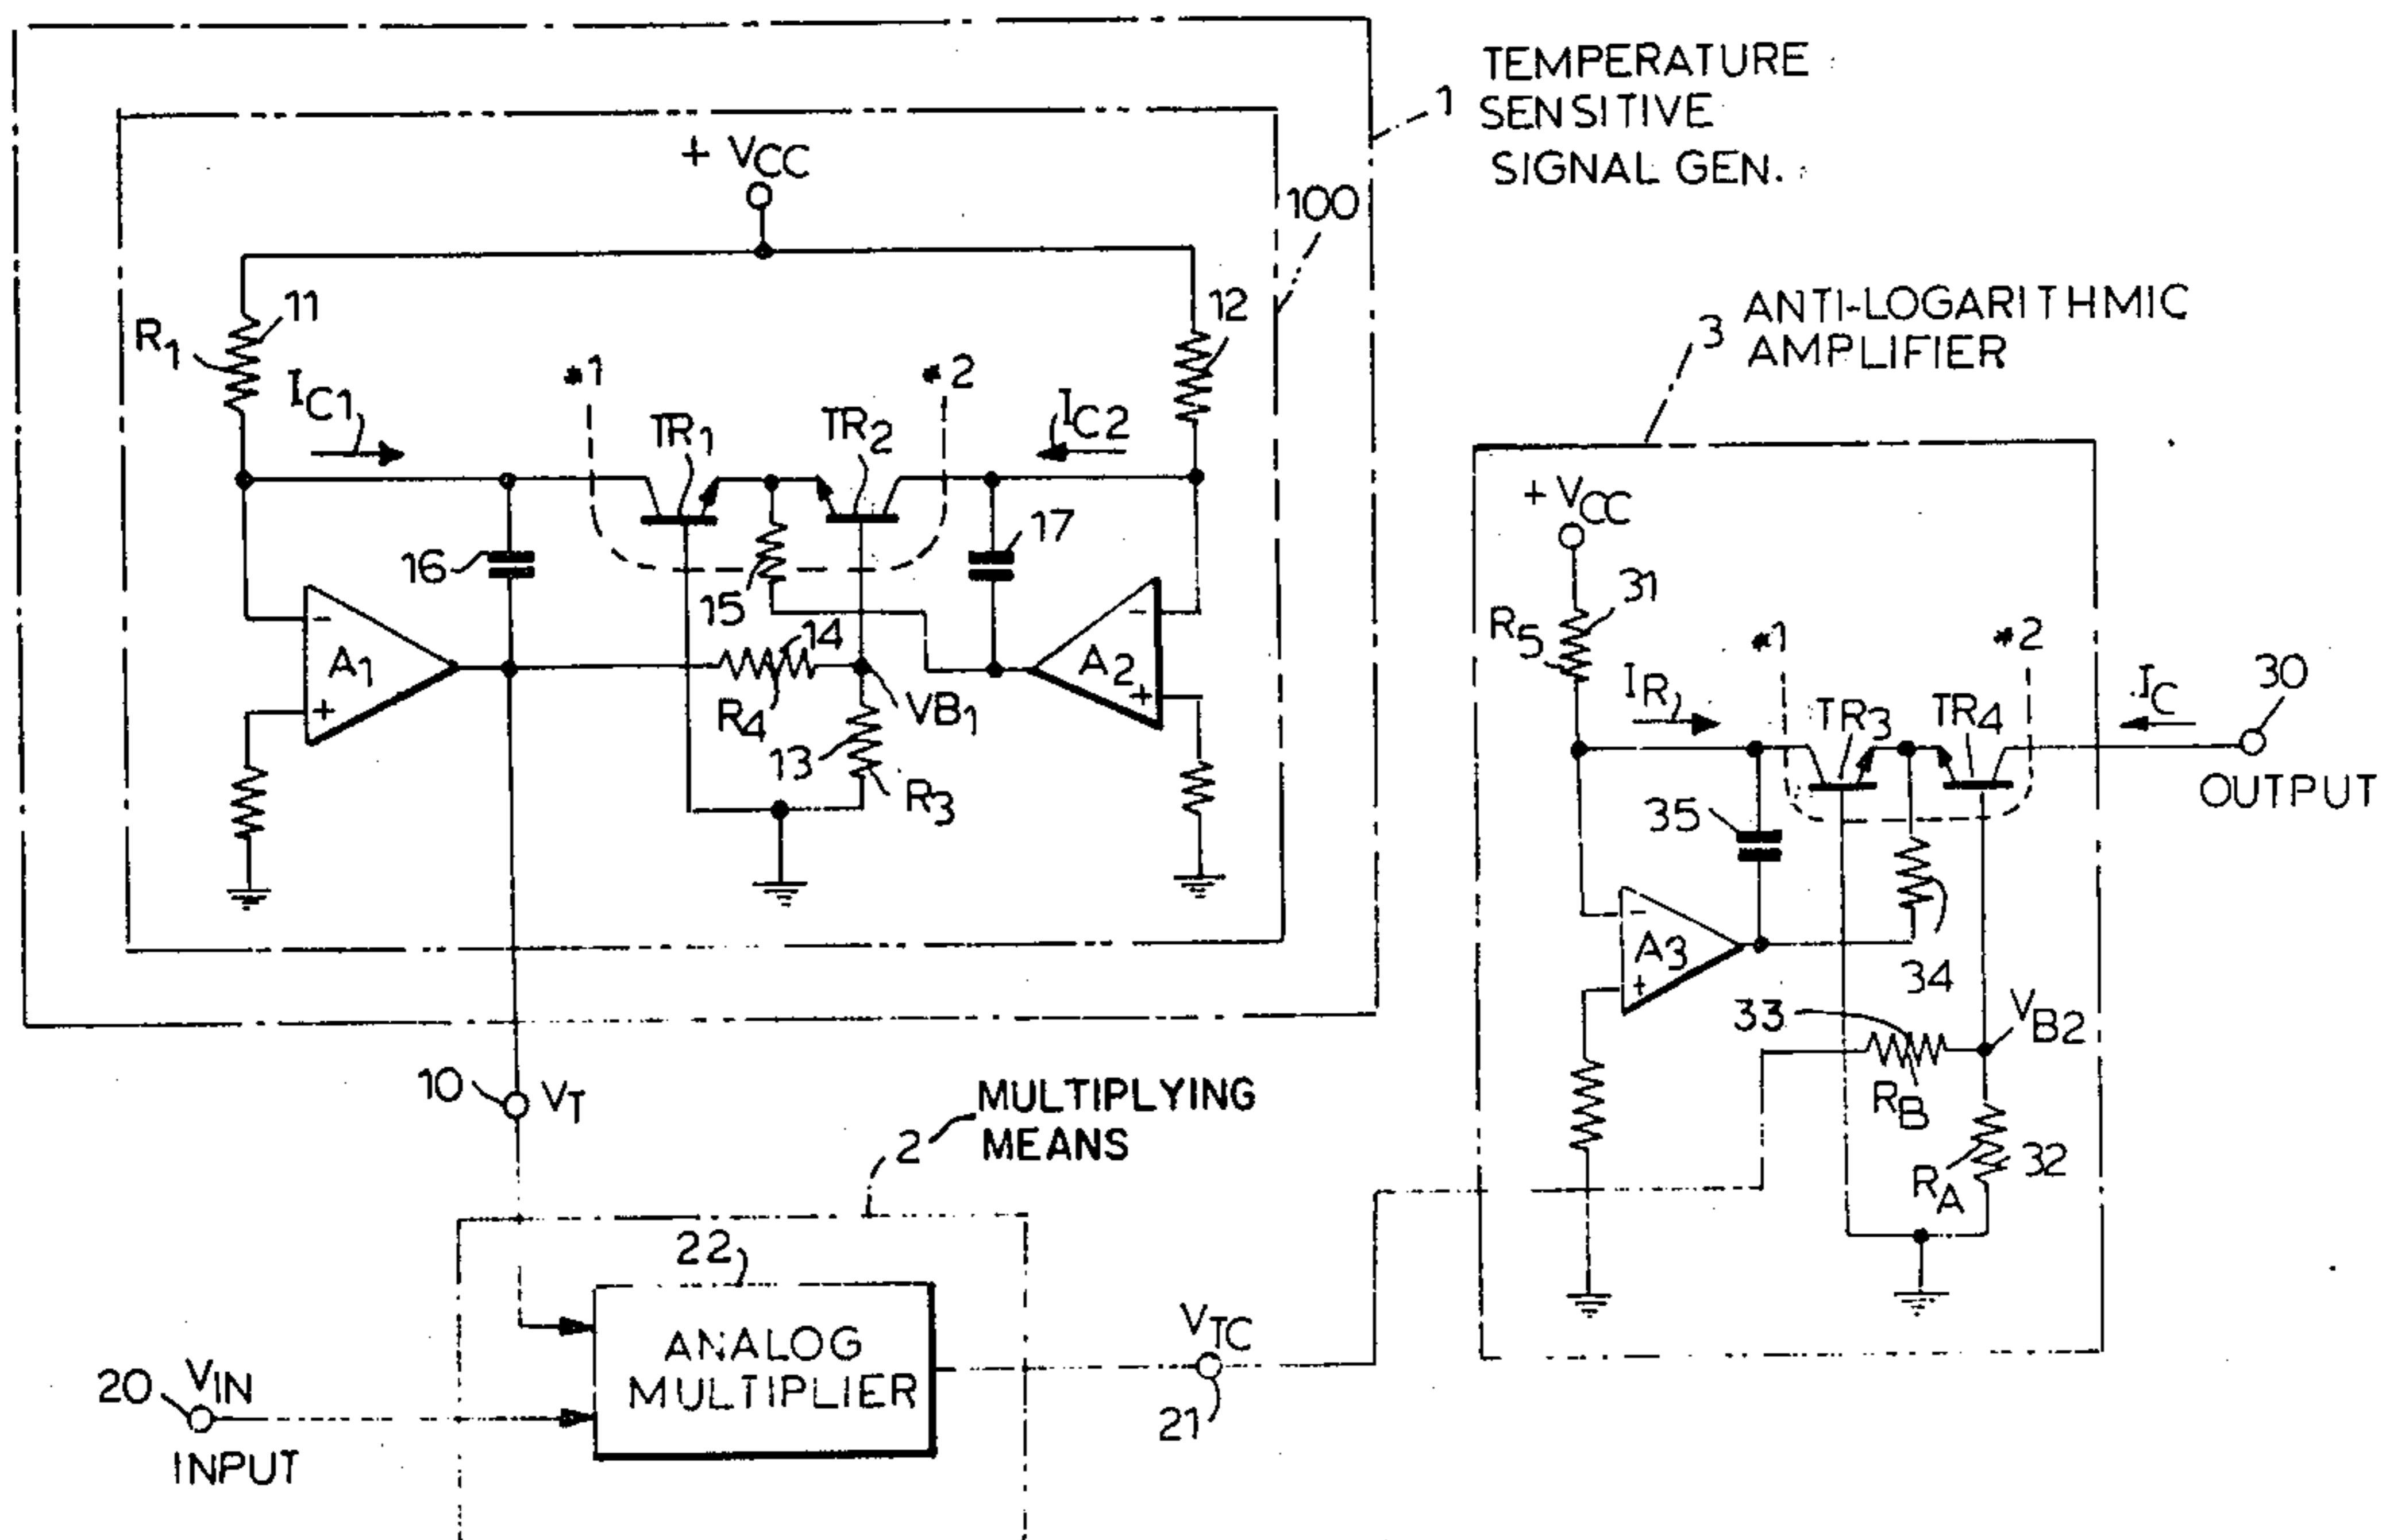 TEMPERATURE
1 SENSITIVE
SIGNAL GEN.
100
+ VCC
11
R1
12
IC1
*1
*2
TR1
TR2
IC2
16
17
15
14
A1
A2
R4
VB1
13
R3
- + - +
10 VT
3 ANTI-LOGARITHMIC
AMPLIFIER
+ VCC
31
R5
IR
*1
*2
TR3
TR4
IC
30
OUTPUT
35
A3
- +
34
33
VB2
RB
RA
32
2 MULTIPLYING
MEANS
22
ANALOG
MULTIPLIER
20 VIN
INPUT
VTC
21